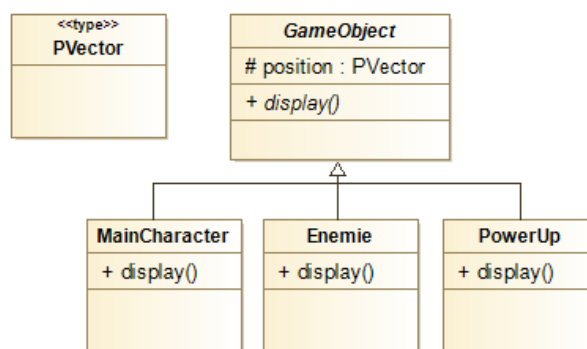 <<type>>
PVector
GameObject
# position : PVector
+ display()
MainCharacter
+ display()
Enemie
+ display()
PowerUp
+ display()